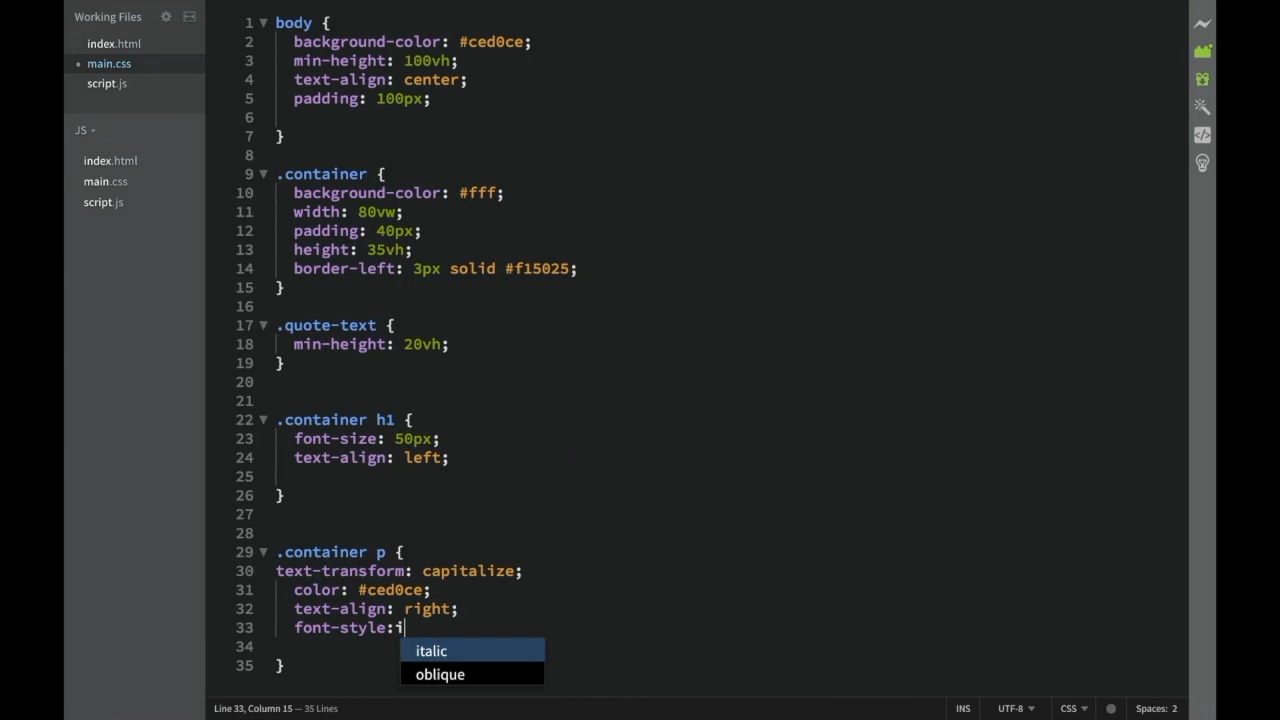 Working Files
index.html
main.css
script.js
JS
index.html
main.css
script.js
1 body {
2 background-color: #ced0ce;
3 min-height: 100vh;
4 text-align: center;
5 padding: 100px;
6
7 }
8
9 .container {
10 background-color: #fff;
11 width: 80vw;
12 padding: 40px;
13 height: 35vh;
14 border-left: 3px solid #f15025;
15 }
16
17 .quote-text {
18 min-height: 20vh;
19 }
20
21
22 .container h1 {
23 font-size: 50px;
24 text-align: left;
25
26 }
27
28
29 .container p {
30 text-transform: capitalize;
31 color: #ced0ce;
32 text-align: right;
33 font-style:i
34
35 }
italic
oblique
Line 33, Column 15 — 35 Lines
INS
UTF-8
CSS
Spaces: 2